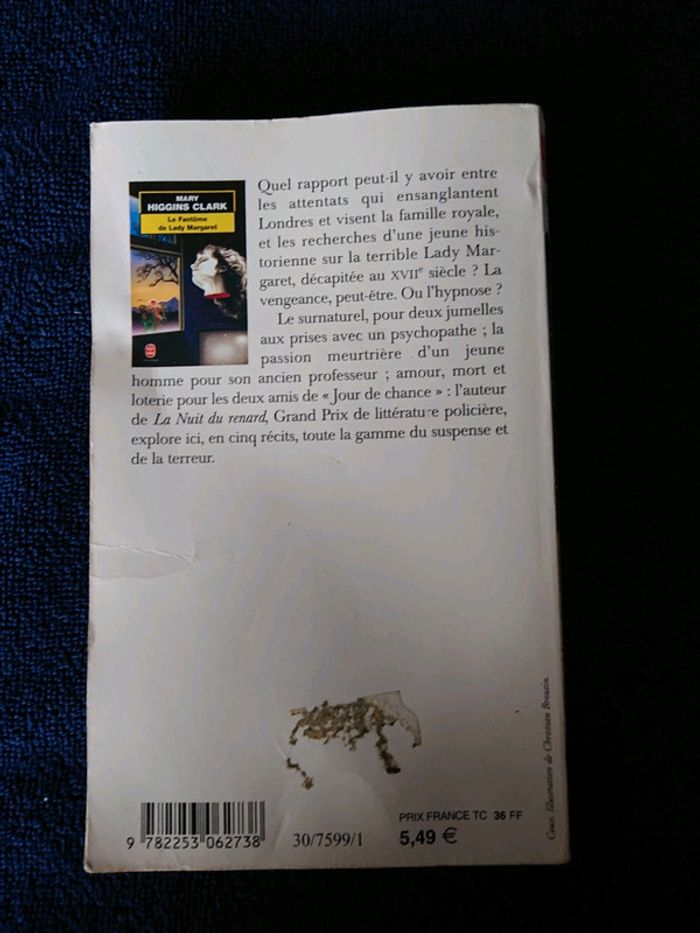 MARY
HIGGINS CLARK
Le Fantôme
de Lady Margaret
Quel rapport peut-il y avoir entre
les attentats qui ensanglantent
Londres et visent la famille royale,
et les recherches d'une jeune his-
torienne sur la terrible Lady Mar-
garet, décapitée au XVIIe siècle ? La
vengeance, peut-être. Ou l'hypnose ?
Le surnaturel, pour deux jumelles
aux prises avec un psychopathe ; la
passion meurtrière d'un jeune
homme pour son ancien professeur ; amour, mort et
loterie pour les deux amis de « Jour de chance » : l'auteur
de La Nuit du renard, Grand Prix de littérature policière,
explore ici, en cinq récits, toute la gamme du suspense et
de la terreur.
Couv. Illustration de Christian Broutin.
9 782253 062738
30/7599/1
PRIX FRANCE TC 36 FF
5,49 €